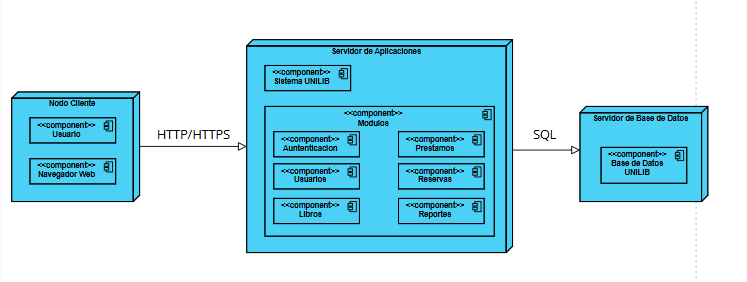 Nodo Cliente
<<component>>
Usuario
<<component>>
Navegador Web
HTTP/HTTPS
Servidor de Aplicaciones
<<component>>
Sistema UNILIB
<<component>>
Modulos
<<component>>
Auntenticacion
<<component>>
Prestamos
<<component>>
Usuarios
<<component>>
Reservas
<<component>>
Libros
<<component>>
Reportes
SQL
Servidor de Base de Datos
<<component>>
Base de Datos
UNILIB